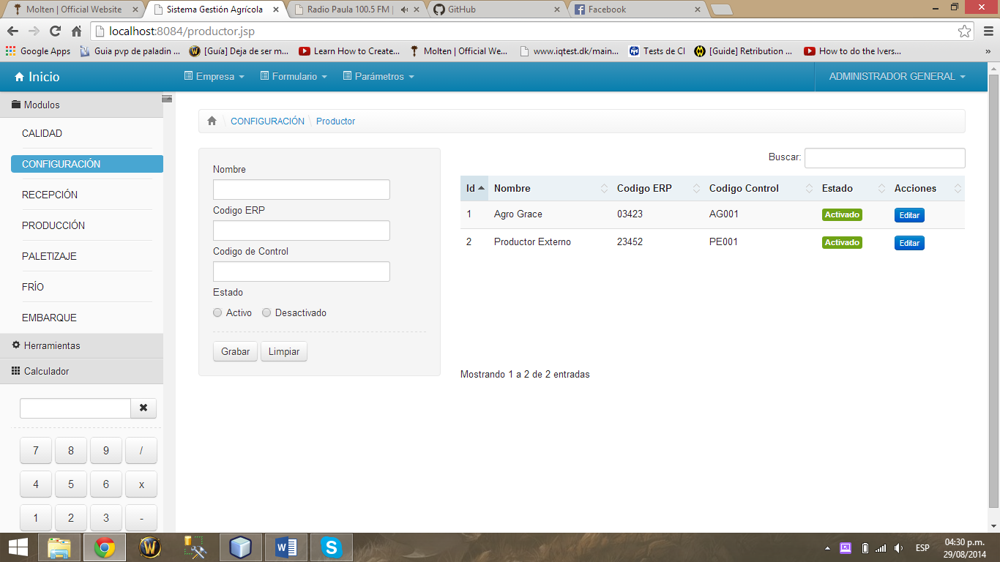 Molten | Official Website
Sistema Gestión Agrícola
Radio Paula 100.5 FM |
GitHub
Facebook
localhost:8084/productor.jsp
Google Apps
Guia pvp de paladin ...
[Guía] Deja de ser m...
Learn How to Create...
Molten | Official We...
www.iqtest.dk/main...
Tests de CI
[Guide] Retribution ...
How to do the Ivers...
»
Inicio
Empresa
Formulario
Parámetros
ADMINISTRADOR GENERAL
Modulos
CALIDAD
CONFIGURACIÓN
RECEPCIÓN
PRODUCCIÓN
PALETIZAJE
FRÍO
EMBARQUE
Herramientas
Calculador
7 8 9 /
4 5 6 x
1 2 3 -
CONFIGURACIÓN \ Productor
Nombre
Codigo ERP
Codigo de Control
Estado
Activo Desactivado
Grabar Limpiar
Buscar:
Id Nombre Codigo ERP Codigo Control Estado Acciones
1 Agro Grace 03423 AG001 Activado Editar
2 Productor Externo 23452 PE001 Activado Editar
Mostrando 1 a 2 de 2 entradas
ESP
04:30 p.m.
29/08/2014